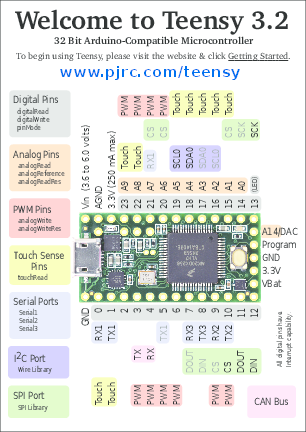 Welcome to Teensy 3.2
32 Bit Arduino-Compatible Microcontroller
To begin using Teensy, please visit the website & click Getting Started.
www.pjrc.com/teensy
Digital Pins
digitalRead
digitalWrite
pinMode
Analog Pins
analogRead
analogReference
analogReadRes
PWM Pins
analogWrite
analogWriteRes
Touch Sense
Pins
touchRead
Serial Ports
Serial1
Serial2
Serial3
I²C Port
Wire Library
SPI Port
SPI Library
Vin (3.6 to 6.0 volts)
AGND
3.3V (250 mA max)
23 A9 PWM Touch
22 A8 PWM Touch
21 A7 RX1 CS PWM
20 A6 CS PWM
19 A5 SCL0 Touch
18 A4 SDA0 Touch
17 A3 SDA0 Touch
16 A2 SCL0 Touch
15 A1 CS Touch
14 A0 SCK
13 (LED) SCK
A14/DAC
Program
GND
3.3V
VBat
GND
0 RX1 Touch
1 TX1 Touch
2
3 TX PWM
4 RX PWM
5 TX1 PWM
6 PWM
7 RX3 DOUT
8 TX3 DIN
9 RX2 CS PWM
10 TX2 CS PWM
11 DOUT
12 DIN
All digital pins have
interrupt capability
CAN Bus